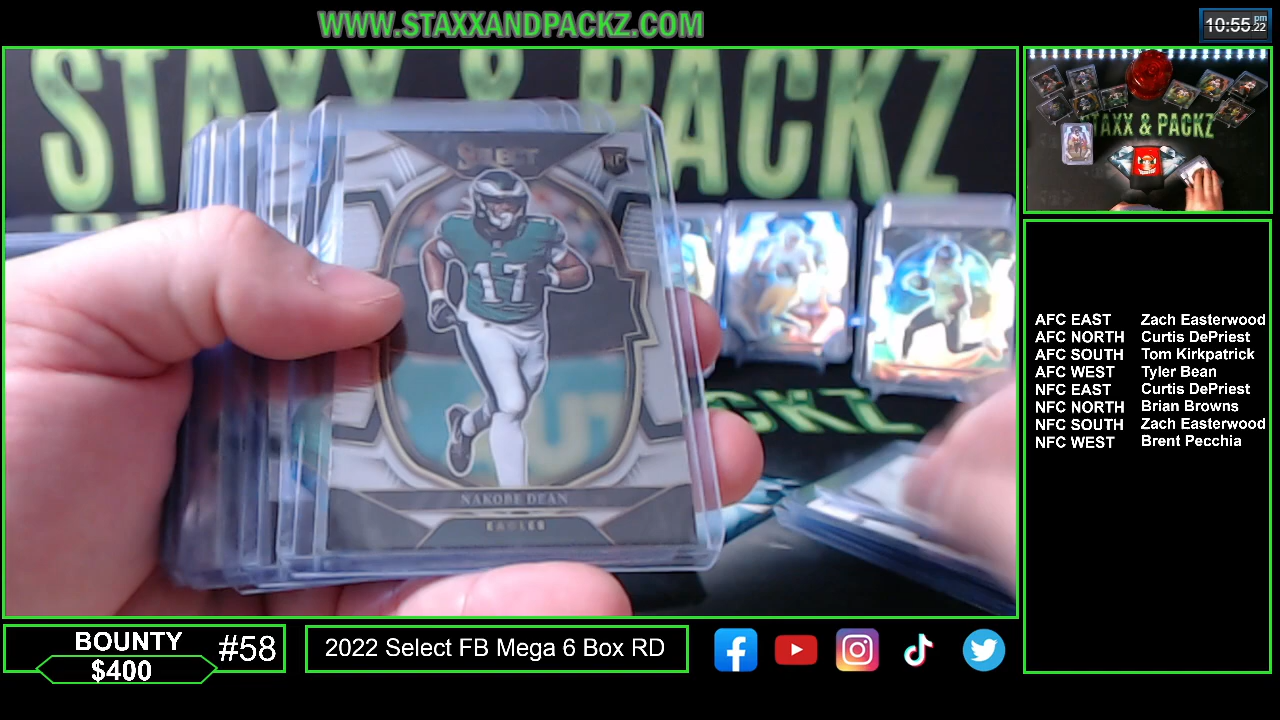 WWW.STAXXANDPACKZ.COM
10:55 pm
22
STAXX & PACKZ
SELECT
RC
17
NAKOBE DEAN
EAGLES
STAXX & PACKZ
AFC EAST Zach Easterwood
AFC NORTH Curtis DePriest
AFC SOUTH Tom Kirkpatrick
AFC WEST Tyler Bean
NFC EAST Curtis DePriest
NFC NORTH Brian Browns
NFC SOUTH Zach Easterwood
NFC WEST Brent Pecchia
BOUNTY
$400
#58
2022 Select FB Mega 6 Box RD